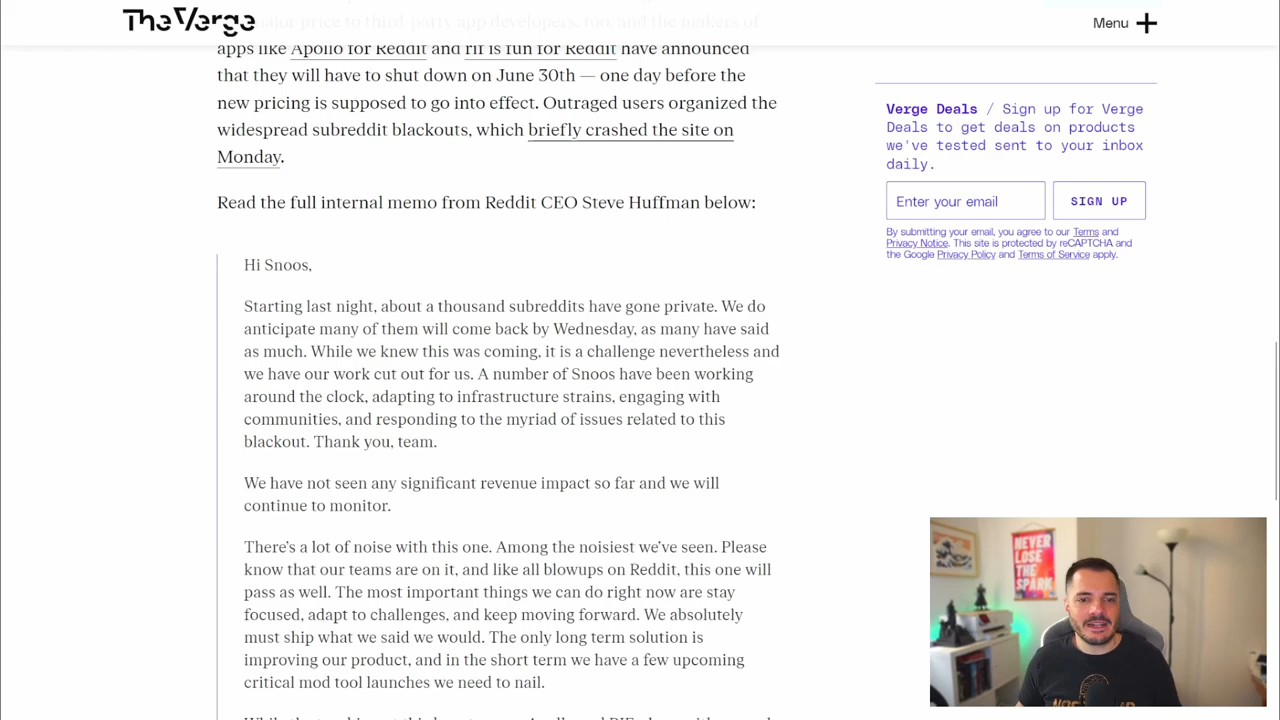 The Verge
Menu
major price to third-party app developers, too, and the makers of
apps like Apollo for Reddit and rif is fun for Reddit have announced
that they will have to shut down on June 30th — one day before the
new pricing is supposed to go into effect. Outraged users organized the
widespread subreddit blackouts, which briefly crashed the site on
Monday.
Read the full internal memo from Reddit CEO Steve Huffman below:
Hi Snoos,
Starting last night, about a thousand subreddits have gone private. We do
anticipate many of them will come back by Wednesday, as many have said
as much. While we knew this was coming, it is a challenge nevertheless and
we have our work cut out for us. A number of Snoos have been working
around the clock, adapting to infrastructure strains, engaging with
communities, and responding to the myriad of issues related to this
blackout. Thank you, team.
We have not seen any significant revenue impact so far and we will
continue to monitor.
There’s a lot of noise with this one. Among the noisiest we’ve seen. Please
know that our teams are on it, and like all blowups on Reddit, this one will
pass as well. The most important things we can do right now are stay
focused, adapt to challenges, and keep moving forward. We absolutely
must ship what we said we would. The only long term solution is
improving our product, and in the short term we have a few upcoming
critical mod tool launches we need to nail.
Verge Deals / Sign up for Verge
Deals to get deals on products
we've tested sent to your inbox
daily.
Enter your email
SIGN UP
By submitting your email, you agree to our Terms and
Privacy Notice. This site is protected by reCAPTCHA and
the Google Privacy Policy and Terms of Service apply.
NEVER
LOSE
THE
SPARK